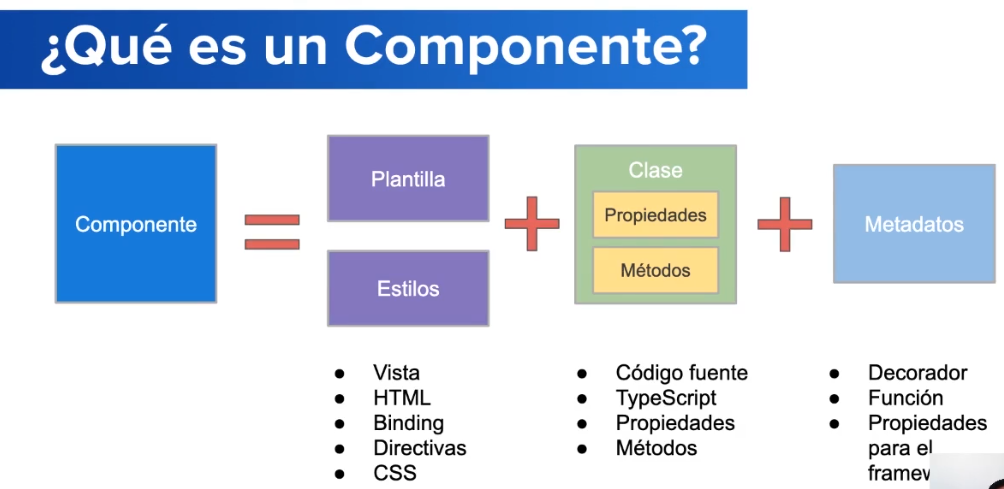 ¿Qué es un Componente?
Componente
Plantilla
Estilos
Clase
Propiedades
Métodos
Metadatos
● Vista
● HTML
● Binding
● Directivas
● CSS
● Código fuente
● TypeScript
● Propiedades
● Métodos
● Decorador
● Función
● Propiedades
para el